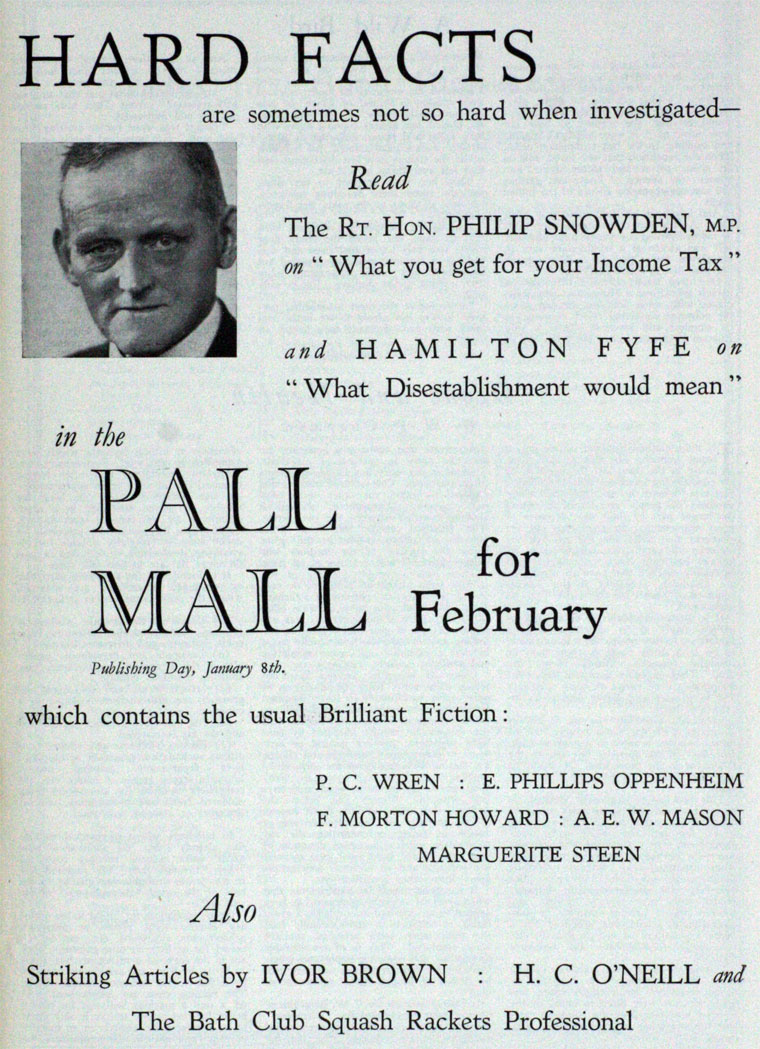 HARD FACTS
are sometimes not so hard when investigated—
Read
The RT. HON. PHILIP SNOWDEN, M.P.
on “What you get for your Income Tax”
and HAMILTON FYFE on
“What Disestablishment would mean”
in the
PALL
MALL
for
February
Publishing Day, January 8th.
which contains the usual Brilliant Fiction:
P. C. WREN : E. PHILLIPS OPPENHEIM
F. MORTON HOWARD : A. E. W. MASON
MARGUERITE STEEN
Also
Striking Articles by IVOR BROWN : H. C. O'NEILL and
The Bath Club Squash Rackets Professional